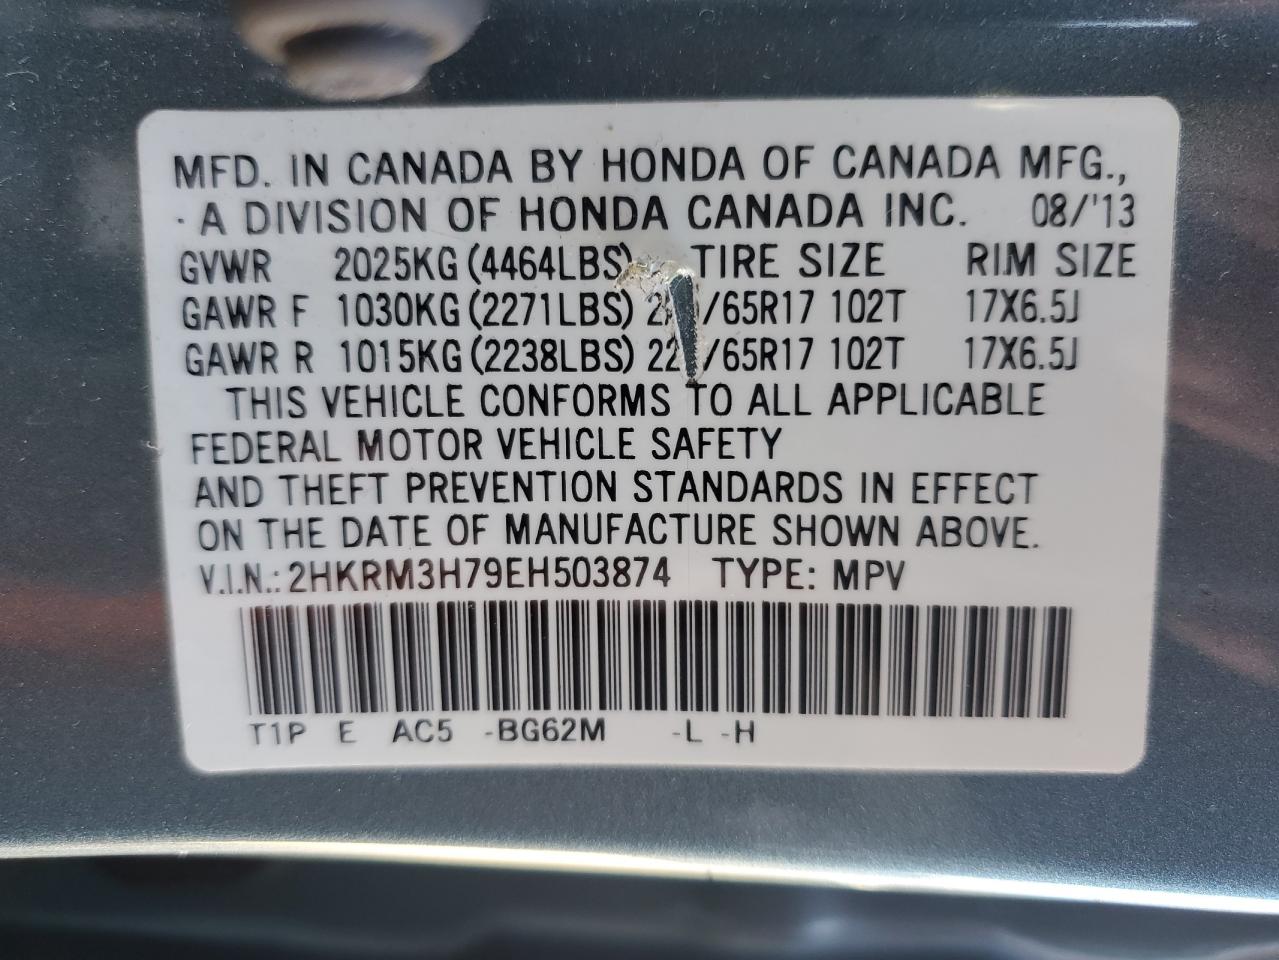 MFD. IN CANADA BY HONDA OF CANADA MFG.,
· A DIVISION OF HONDA CANADA INC. 08/'13
GVWR 2025KG (4464LBS) TIRE SIZE RIM SIZE
GAWR F 1030KG (2271LBS) /65R17 102T 17X6.5J
GAWR R 1015KG (2238LBS) /65R17 102T 17X6.5J
THIS VEHICLE CONFORMS TO ALL APPLICABLE
FEDERAL MOTOR VEHICLE SAFETY
AND THEFT PREVENTION STANDARDS IN EFFECT
ON THE DATE OF MANUFACTURE SHOWN ABOVE.
V.I.N.: 2HKRM3H79EH503874 TYPE: MPV
T1P E AC5 -BG62M -L -H